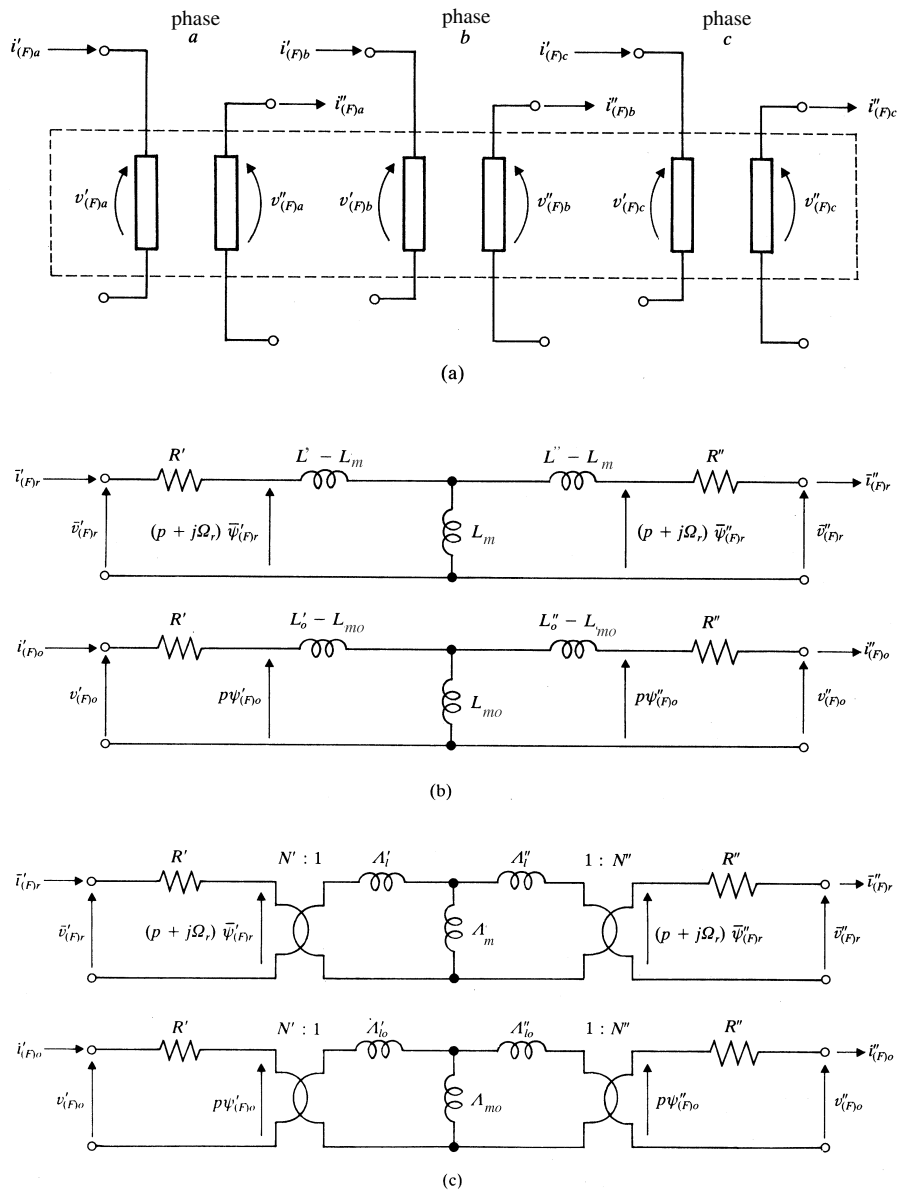 phase phase phase
a b c
i′(F)a i′(F)b i′(F)c
i″(F)a i″(F)b i″(F)c
v′(F)a v″(F)a v′(F)b v″(F)b v′(F)c v″(F)c
(a)
R′ L' − Lm L'' − Lm R″
ī′(F)r ī″(F)r
v̄′(F)r (p + jΩr) ψ̄′(F)r Lm (p + jΩr) ψ̄″(F)r v̄″(F)r
R′ L′o − Lmo L″o − Lmo R″
i′(F)o i″(F)o
v′(F)o pψ′(F)o Lmo pψ″(F)o v″(F)o
(b)
R′ N′ : 1 Λ′l Λ″l 1 : N″ R″
ī′(F)r ī″(F)r
v̄′(F)r (p + jΩr) ψ̄′(F)r Λm (p + jΩr) ψ̄″(F)r v̄″(F)r
R′ N′ : 1 Λ′lo Λ″lo 1 : N″ R″
i′(F)o i″(F)o
v′(F)o pψ′(F)o Λmo pψ″(F)o v″(F)o
(c)